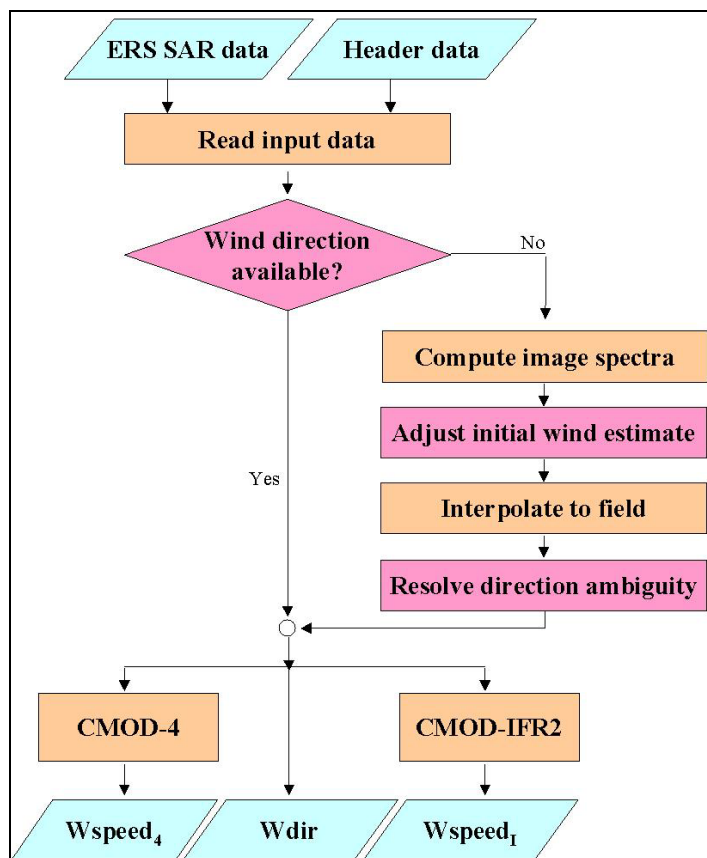 ERS SAR data
Header data
Read input data
Wind direction
available?
No
Compute image spectra
Adjust initial wind estimate
Yes
Interpolate to field
Resolve direction ambiguity
CMOD-4
CMOD-IFR2
Wspeed₄
Wdir
Wspeed_I